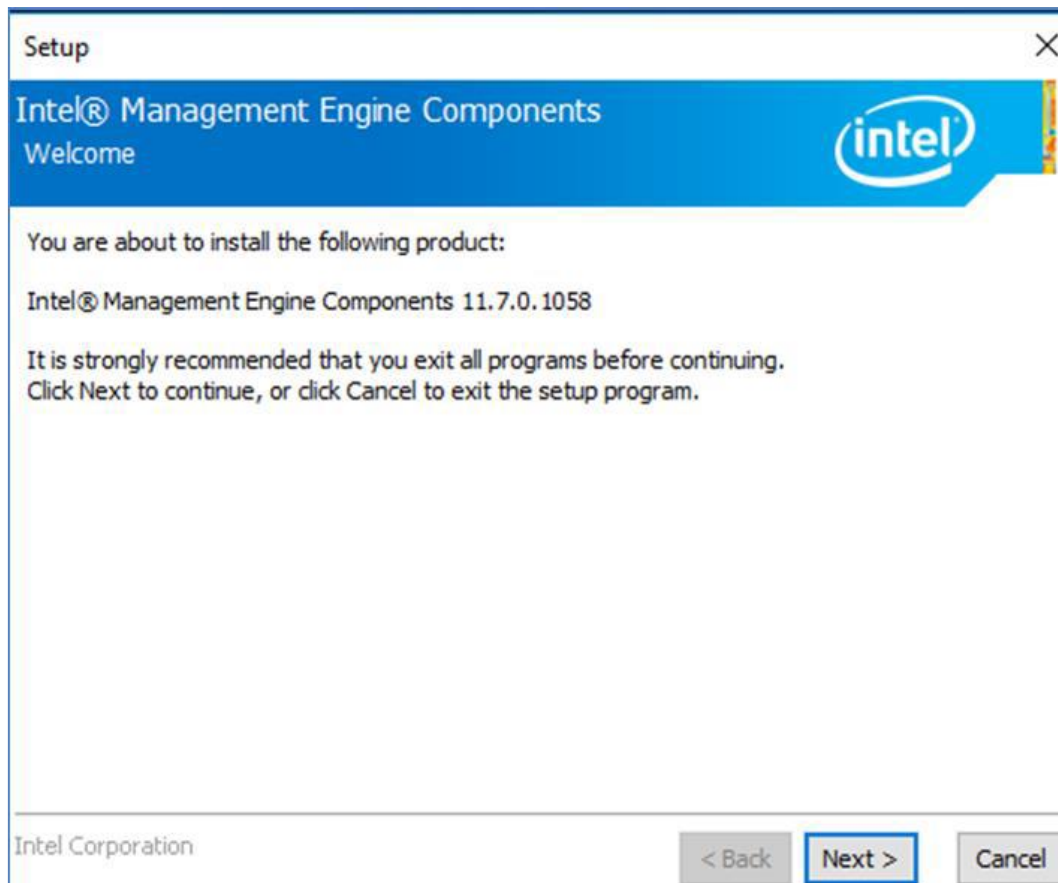 Setup
Intel® Management Engine Components
Welcome
intel
You are about to install the following product:
Intel® Management Engine Components 11.7.0.1058
It is strongly recommended that you exit all programs before continuing.
Click Next to continue, or click Cancel to exit the setup program.
Intel Corporation
< Back
Next >
Cancel